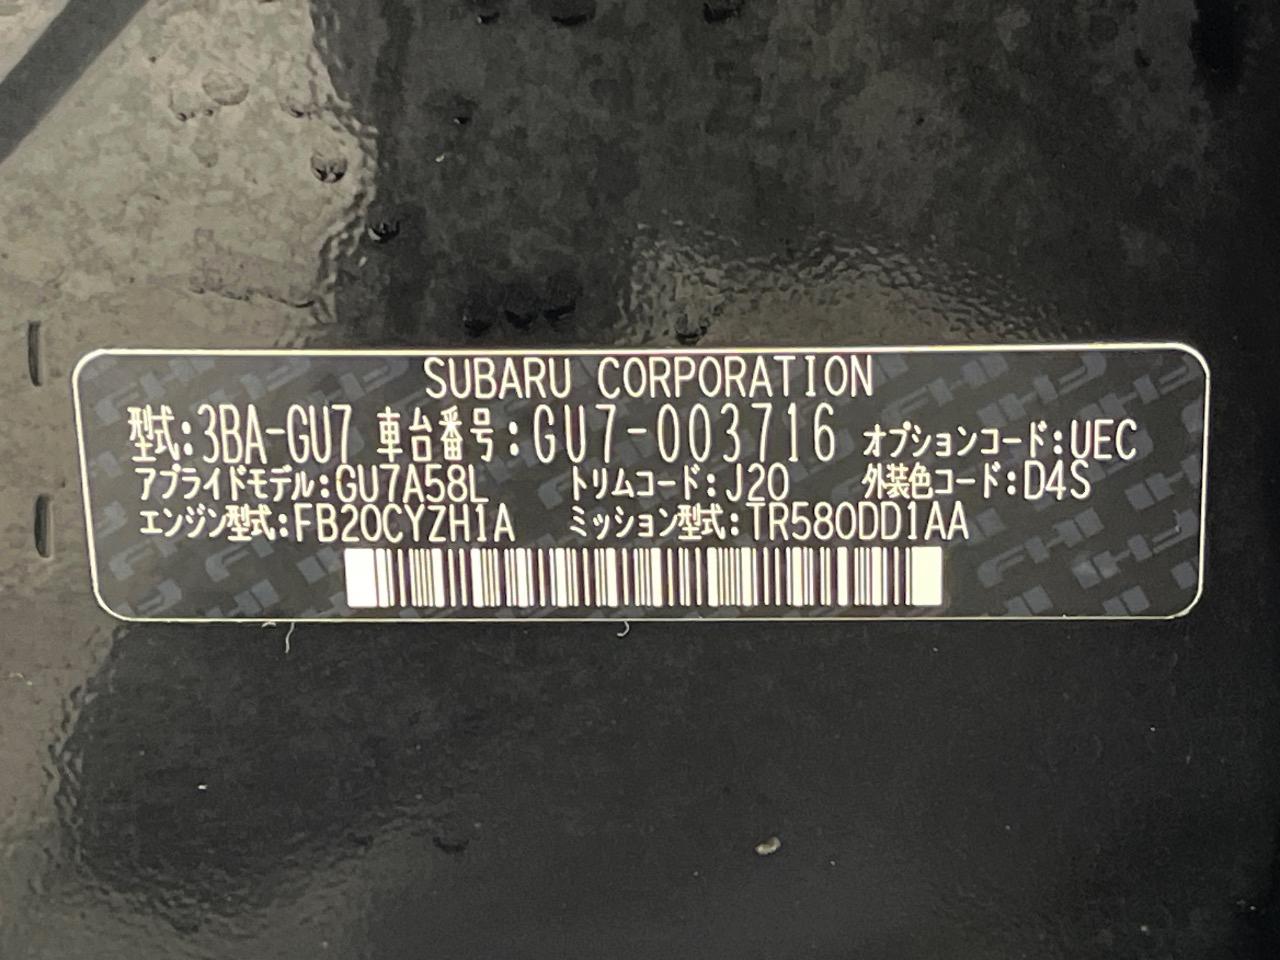 SUBARU CORPORATION
型式:3BA-GU7 車台番号:GU7-003716 オプションコード:UEC
アプライドモデル:GU7A58L トリムコード:J20 外装色コード:D4S
エンジン型式:FB20CYZH1A ミッション型式:TR580DD1AA